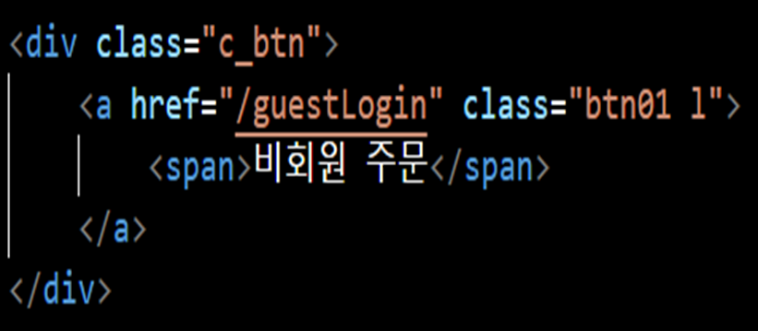 <div class="c_btn">
<a href="/guestLogin" class="btn01 l">
<span>비회원 주문</span>
</a>
</div>